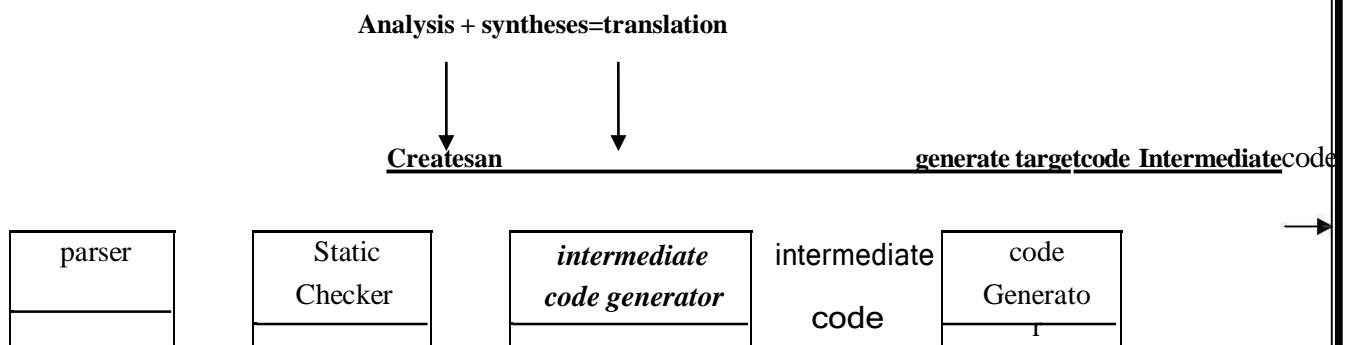 Analysis + syntheses=translation
Createsan generate targetcode Intermediatecode
parser Static intermediate intermediate code
Checker code generator code Generato
r